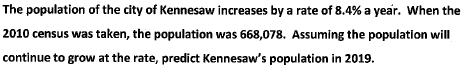 The population of the city of Kennesaw increases by a rate of 8.4% a year. When the
2010 census was taken, the population was 668,078. Assuming the population will
continue to grow at the rate, predict Kennesaw's population in 2019.